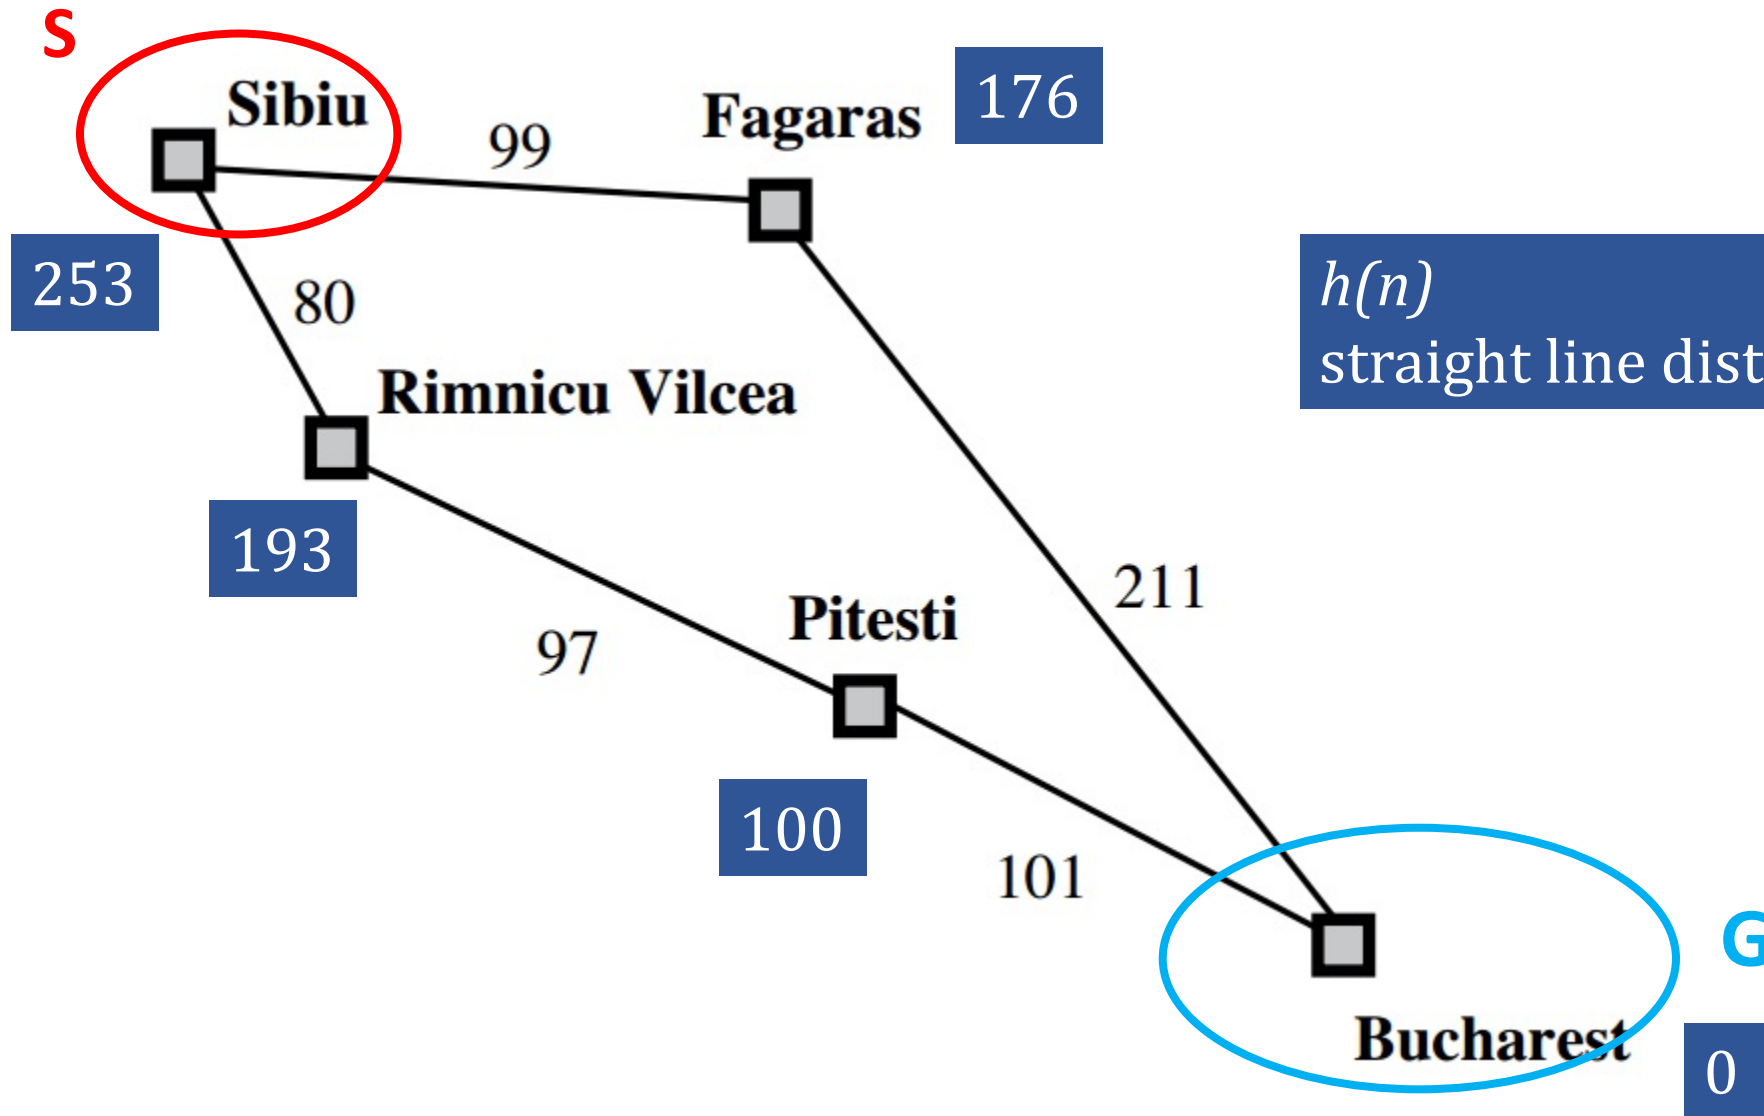 S
Sibiu
99
Fagaras
176
253
80
h(n)
straight line dist
Rimnicu Vilcea
193
97
Pitesti
211
100
101
G
Bucharest
0